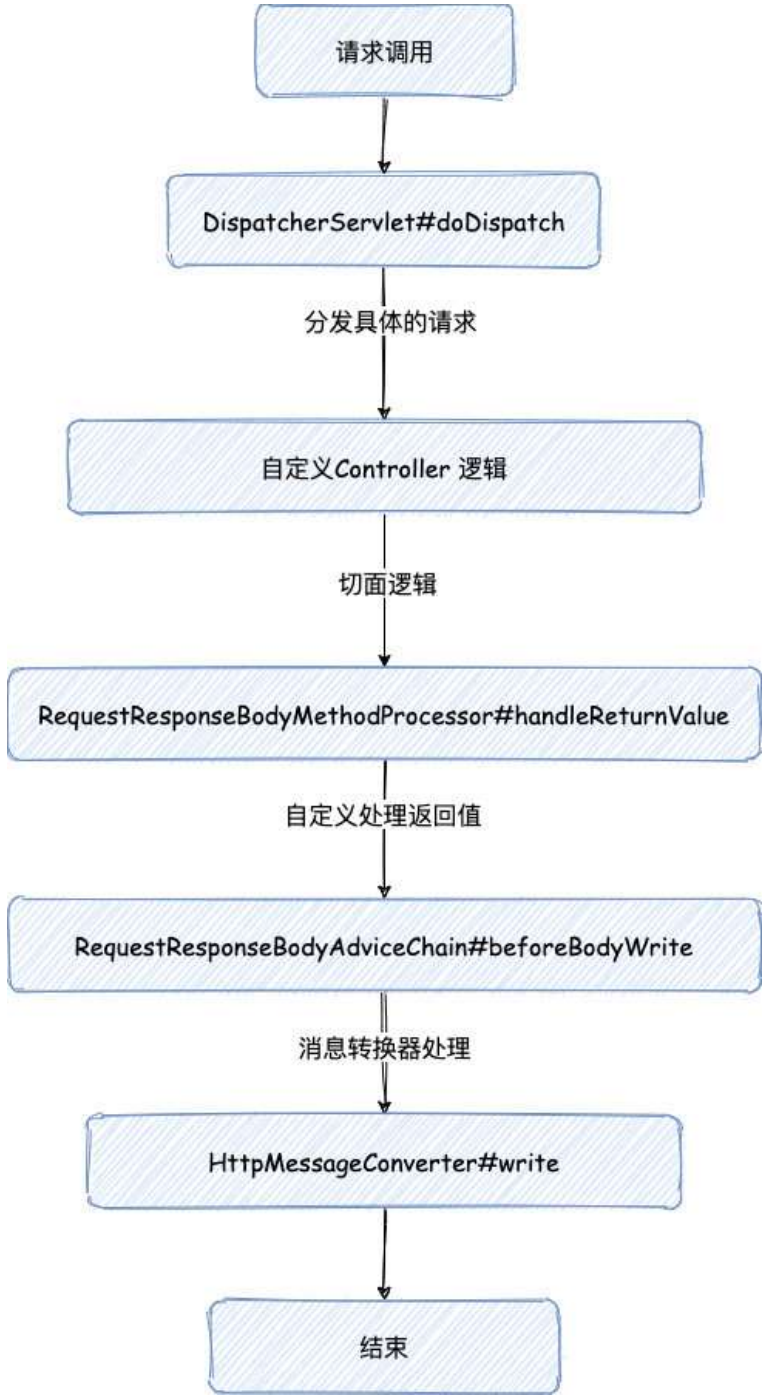 请求调用
DispatcherServlet#doDispatch
分发具体的请求
自定义Controller 逻辑
切面逻辑
RequestResponseBodyMethodProcessor#handleReturnValue
自定义处理返回值
RequestResponseBodyAdviceChain#beforeBodyWrite
消息转换器处理
HttpMessageConverter#write
结束